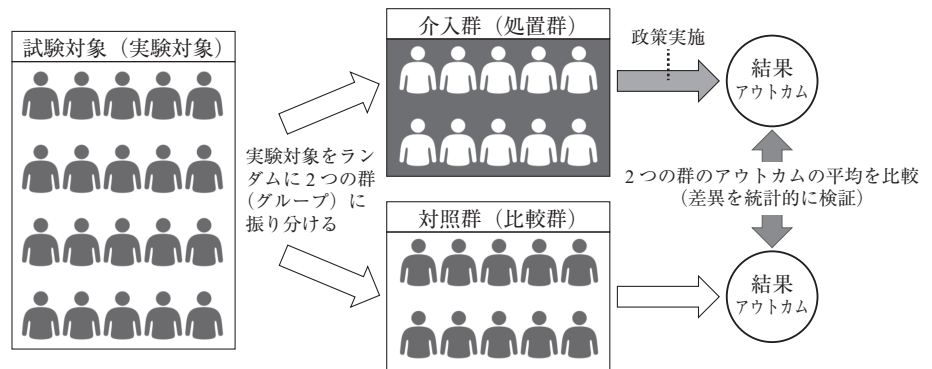 試験対象（実験対象）
実験対象をラン
ダムに2つの群
（グループ）に
振り分ける
介入群（処置群）
対照群（比較群）
政策実施
結果
アウトカム
2つの群のアウトカムの平均を比較
（差異を統計的に検証）
結果
アウトカム